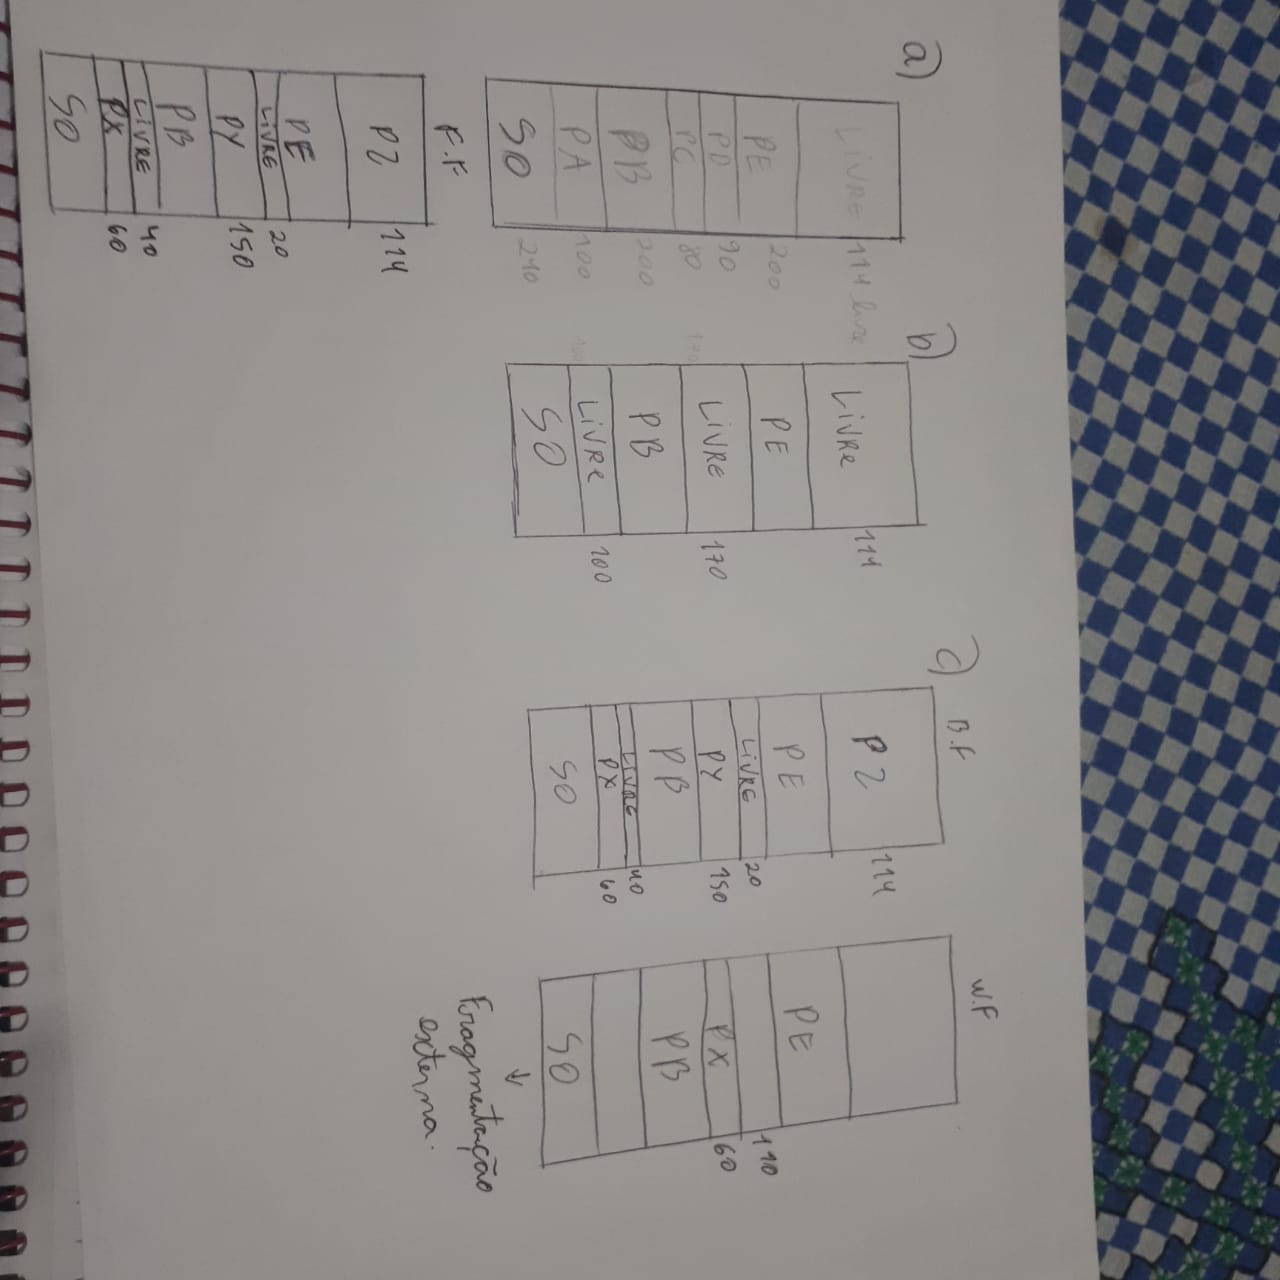 a)
LIVRE 114 livre
PE 200
PD 90
PC 80
PB 200
PA 100
SO 240
b)
LIVRE 114
PE
LIVRE 170
PB
LIVRE 100
SO
c)
B.F
PZ 114
PE
LIVRE 20
PY 150
PB
LIVRE 40
PX 60
SO
W.F
PE
110
PX 60
PB
SO
Fragmentação
externa.
F.F
PZ 114
PE
LIVRE 20
PY 150
PB
LIVRE 40
PX 60
SO